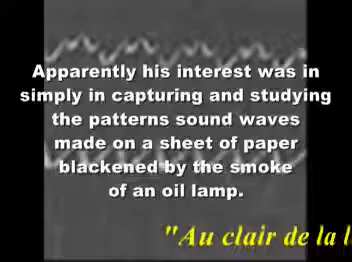 Apparently his interest was in
simply in capturing and studying
the patterns sound waves
made on a sheet of paper
blackened by the smoke
of an oil lamp.
"Au clair de la l